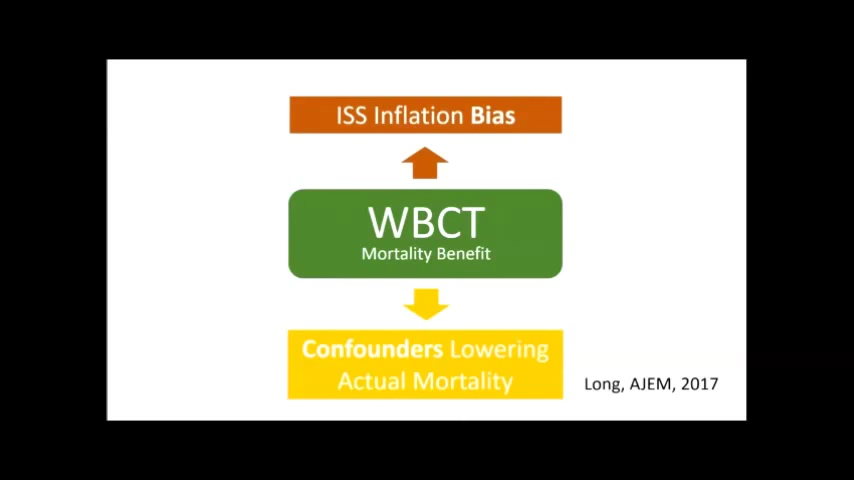 ISS Inflation Bias
WBCT
Mortality Benefit
Confounders Lowering
Actual Mortality
Long, AJEM, 2017